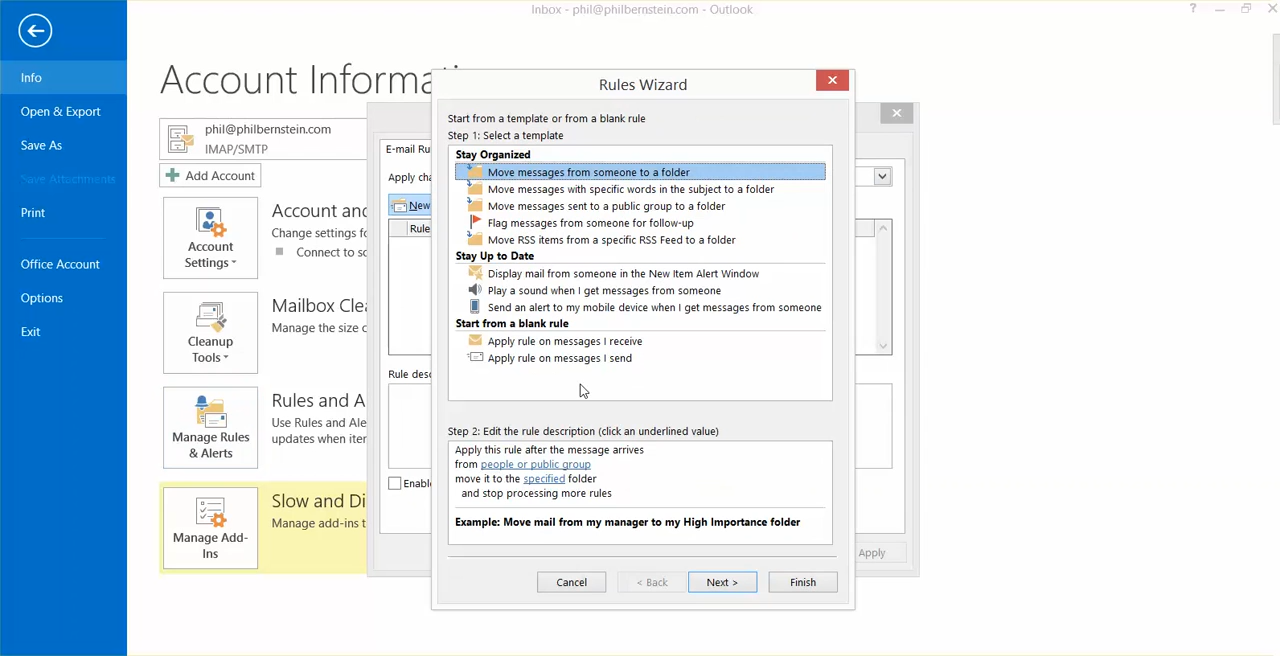 Inbox - phil@philbernstein.com - Outlook
?
Info
Open & Export
Save As
Save Attachments
Print
Office Account
Options
Exit
Account Informat
phil@philbernstein.com
IMAP/SMTP
Add Account
Account Settings
Account and
Change settings fo
Connect to so
Cleanup Tools
Mailbox Clea
Manage the size o
Manage Rules & Alerts
Rules and A
Use Rules and Ale
updates when iter
Manage Add-Ins
Slow and Di
Manage add-ins t
E-mail Ru
Apply cha
New
Rule
Rule desc
Enable
Apply
Rules Wizard
Start from a template or from a blank rule
Step 1: Select a template
Stay Organized
Move messages from someone to a folder
Move messages with specific words in the subject to a folder
Move messages sent to a public group to a folder
Flag messages from someone for follow-up
Move RSS items from a specific RSS Feed to a folder
Stay Up to Date
Display mail from someone in the New Item Alert Window
Play a sound when I get messages from someone
Send an alert to my mobile device when I get messages from someone
Start from a blank rule
Apply rule on messages I receive
Apply rule on messages I send
Step 2: Edit the rule description (click an underlined value)
Apply this rule after the message arrives
from people or public group
move it to the specified folder
and stop processing more rules
Example: Move mail from my manager to my High Importance folder
Cancel
< Back
Next >
Finish